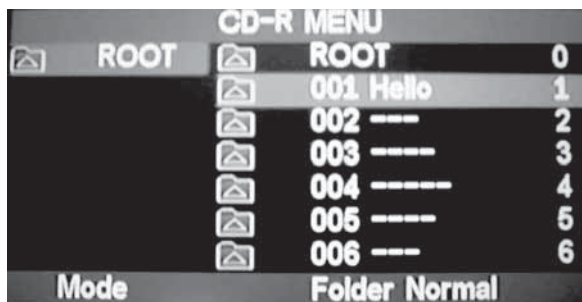 CD-R MENU
ROOT ROOT 0
001 Hello 1
002 --- 2
003 ---- 3
004 ----- 4
005 ---- 5
006 --- 6
Mode Folder Normal